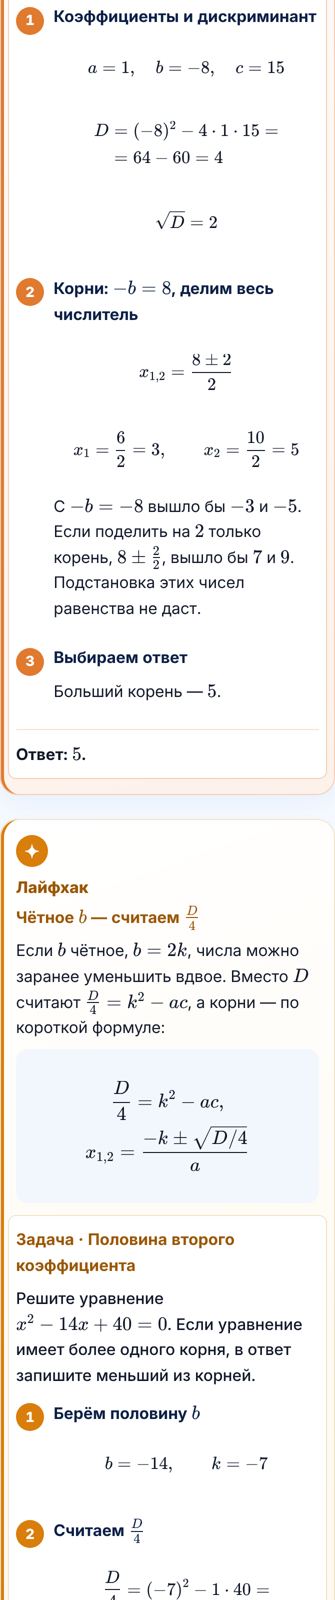 1 Коэффициенты и дискриминант
a = 1, b = −8, c = 15
D = (−8)² − 4 · 1 · 15 =
= 64 − 60 = 4
√D = 2
2 Корни: −b = 8, делим весь
числитель
x₁,₂ = (8 ± 2)/2
x₁ = 6/2 = 3, x₂ = 10/2 = 5
С −b = −8 вышло бы −3 и −5.
Если поделить на 2 только
корень, 8 ± 2/2, вышло бы 7 и 9.
Подстановка этих чисел
равенства не даст.
3 Выбираем ответ
Больший корень — 5.
Ответ: 5.
Лайфхак
Чётное b — считаем D/4
Если b чётное, b = 2k, числа можно
заранее уменьшить вдвое. Вместо D
считают D/4 = k² − ac, а корни — по
короткой формуле:
D/4 = k² − ac,
x₁,₂ = (−k ± √(D/4))/a
Задача · Половина второго
коэффициента
Решите уравнение
x² − 14x + 40 = 0. Если уравнение
имеет более одного корня, в ответ
запишите меньший из корней.
1 Берём половину b
b = −14, k = −7
2 Считаем D/4
D/4 = (−7)² − 1 · 40 =